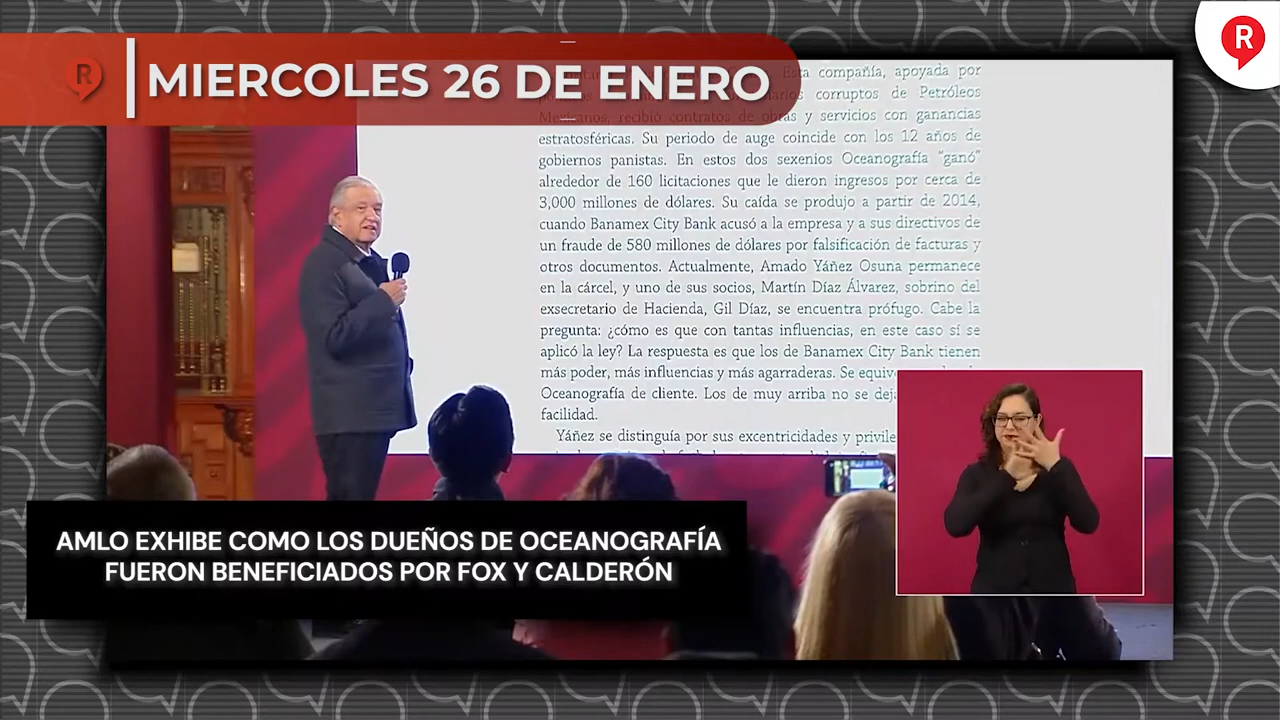 R
R
MIERCOLES 26 DE ENERO
Esta compañía, apoyada por
corruptos de Petróleos
Mexicanos, recibió contratos de obras y servicios con ganancias
estratosféricas. Su periodo de auge coincide con los 12 años de
gobiernos panistas. En estos dos sexenios Oceanografía “ganó”
alrededor de 160 licitaciones que le dieron ingresos por cerca de
3,000 millones de dólares. Su caída se produjo a partir de 2014,
cuando Banamex City Bank acusó a la empresa y a sus directivos de
un fraude de 580 millones de dólares por falsificación de facturas y
otros documentos. Actualmente, Amado Yáñez Osuna permanece
en la cárcel, y uno de sus socios, Martín Díaz Álvarez, sobrino del
exsecretario de Hacienda, Gil Díaz, se encuentra prófugo. Cabe la
pregunta: ¿cómo es que con tantas influencias, en este caso sí se
aplicó la ley? La respuesta es que los de Banamex City Bank tienen
más poder, más influencias y más agarraderas. Se
Oceanografía de cliente. Los de muy arriba no se
facilidad.
Yáñez se distinguía por sus excentricidades y
AMLO EXHIBE COMO LOS DUEÑOS DE OCEANOGRAFÍA
FUERON BENEFICIADOS POR FOX Y CALDERÓN